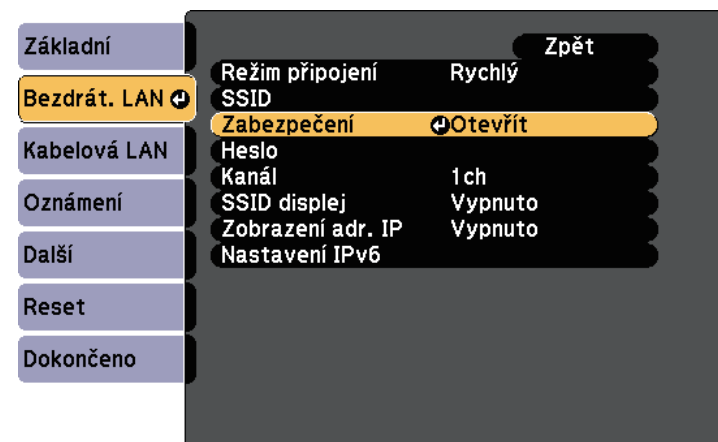 Základní
Bezdrát. LAN
Kabelová LAN
Oznámení
Další
Reset
Dokončeno
Zpět
Režim připojení Rychlý
SSID
Zabezpečení Otevřít
Heslo
Kanál 1ch
SSID displej Vypnuto
Zobrazení adr. IP Vypnuto
Nastavení IPv6